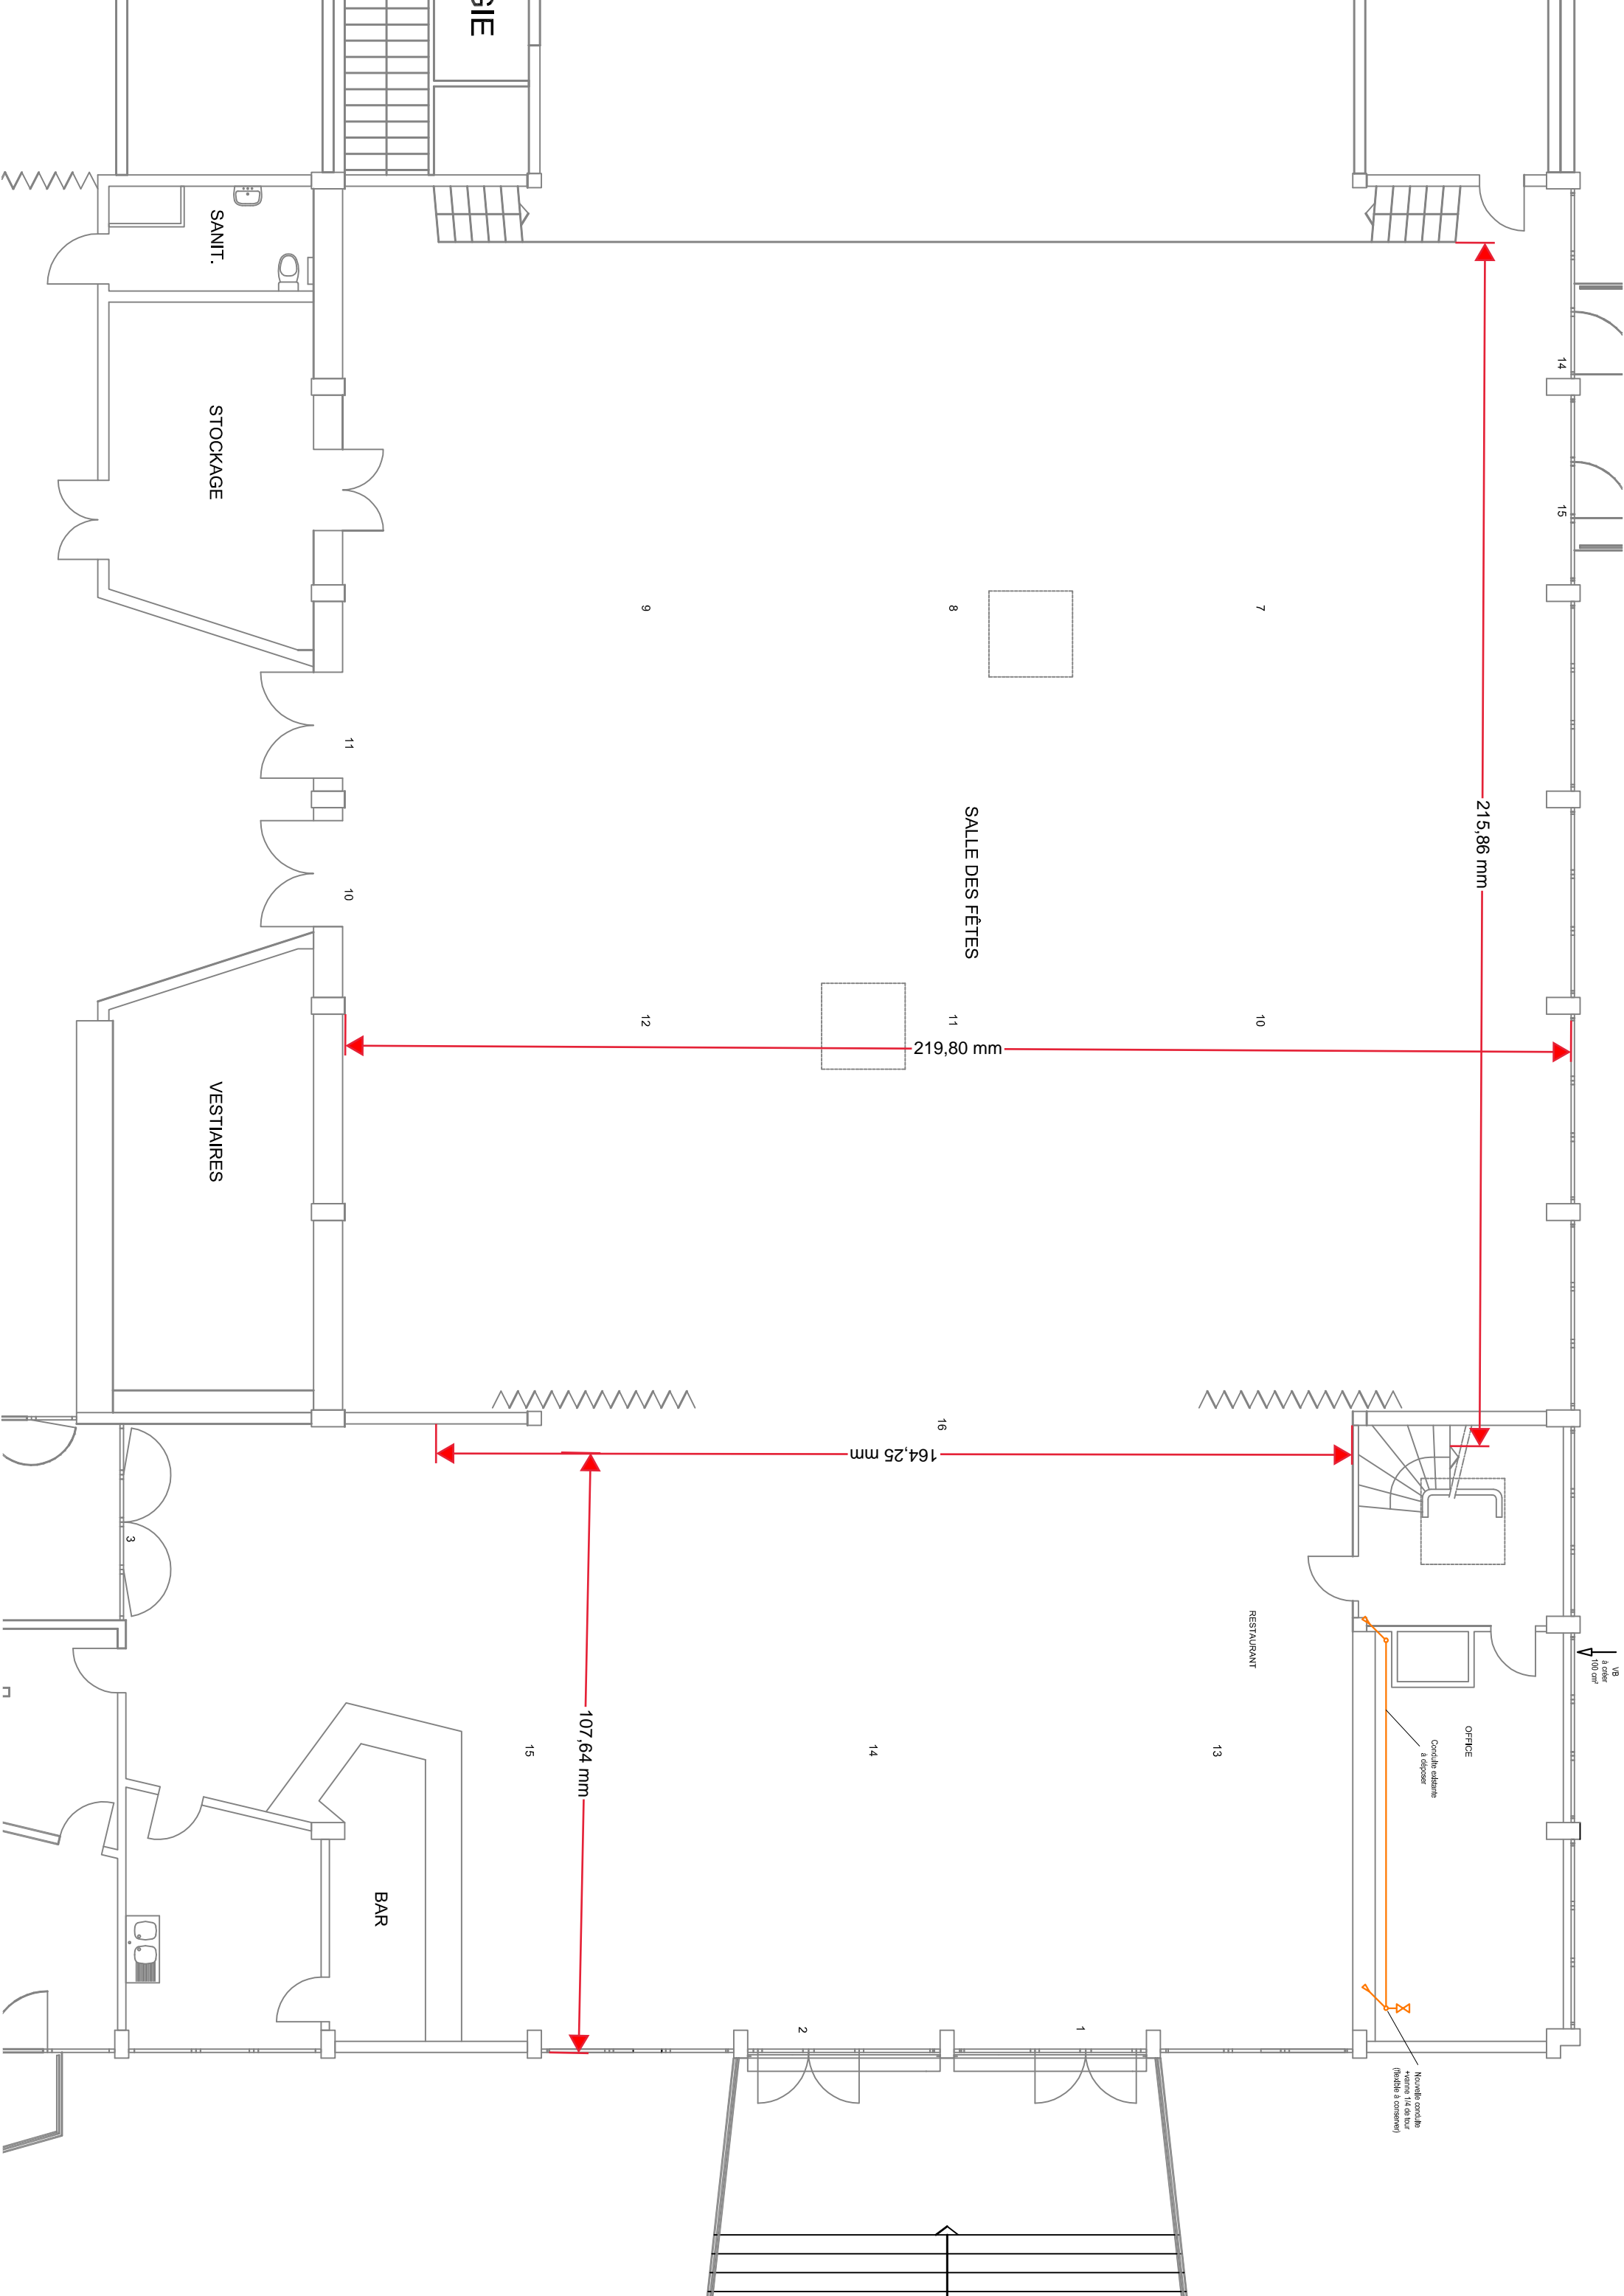 GIE
SANIT.
STOCKAGE
14
15
9
8
7
11
10
215,86 mm
SALLE DES FÊTES
12
11
10
219,80 mm
VESTIAIRES
16
164,25 mm
3
RESTAURANT
VB
à créer
100 cm²
OFFICE
Conduite existante
à déposer
107,64 mm
15
14
13
BAR
2
1
Nouvelle conduite
+vanne 1/4 de tour
(flexible à conserver)